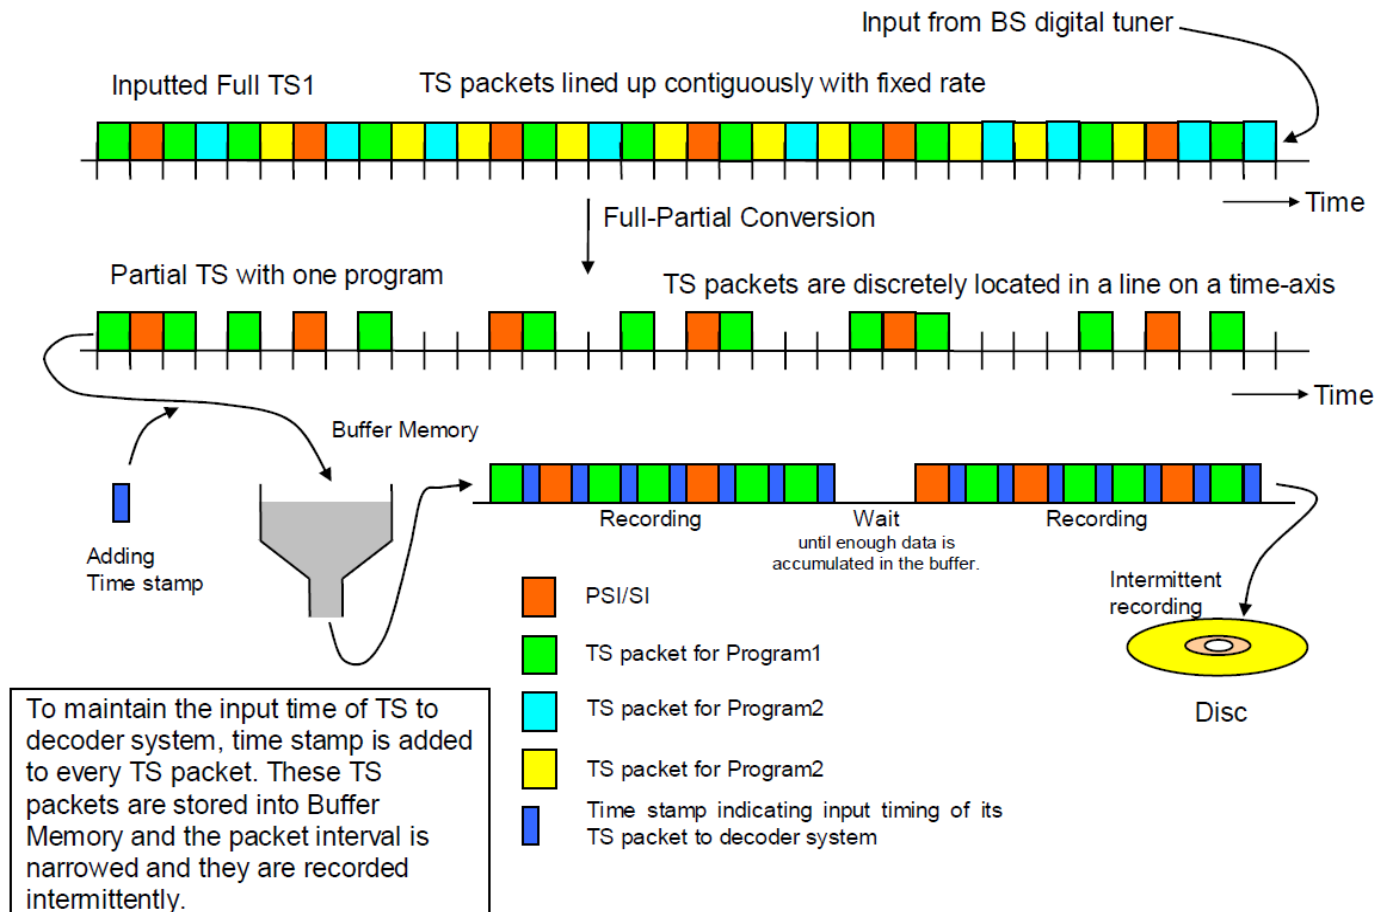 Input from BS digital tuner
Inputted Full TS1
TS packets lined up contiguously with fixed rate
Time
Full-Partial Conversion
Partial TS with one program
TS packets are discretely located in a line on a time-axis
Time
Buffer Memory
Adding
Time stamp
Recording
Wait
until enough data is
accumulated in the buffer.
Recording
Intermittent
recording
Disc
PSI/SI
TS packet for Program1
TS packet for Program2
TS packet for Program2
Time stamp indicating input timing of its
TS packet to decoder system
To maintain the input time of TS to
decoder system, time stamp is added
to every TS packet. These TS
packets are stored into Buffer
Memory and the packet interval is
narrowed and they are recorded
intermittently.